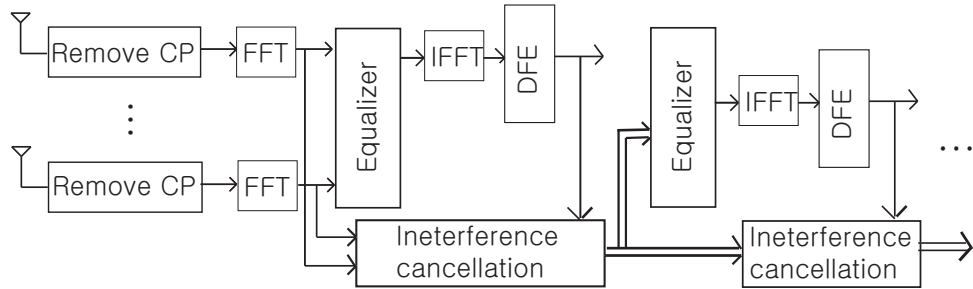 Remove CP
FFT
Equalizer
IFFT
DFE
Equalizer
IFFT
DFE
...
...
Remove CP
FFT
Ineterference
cancellation
Ineterference
cancellation